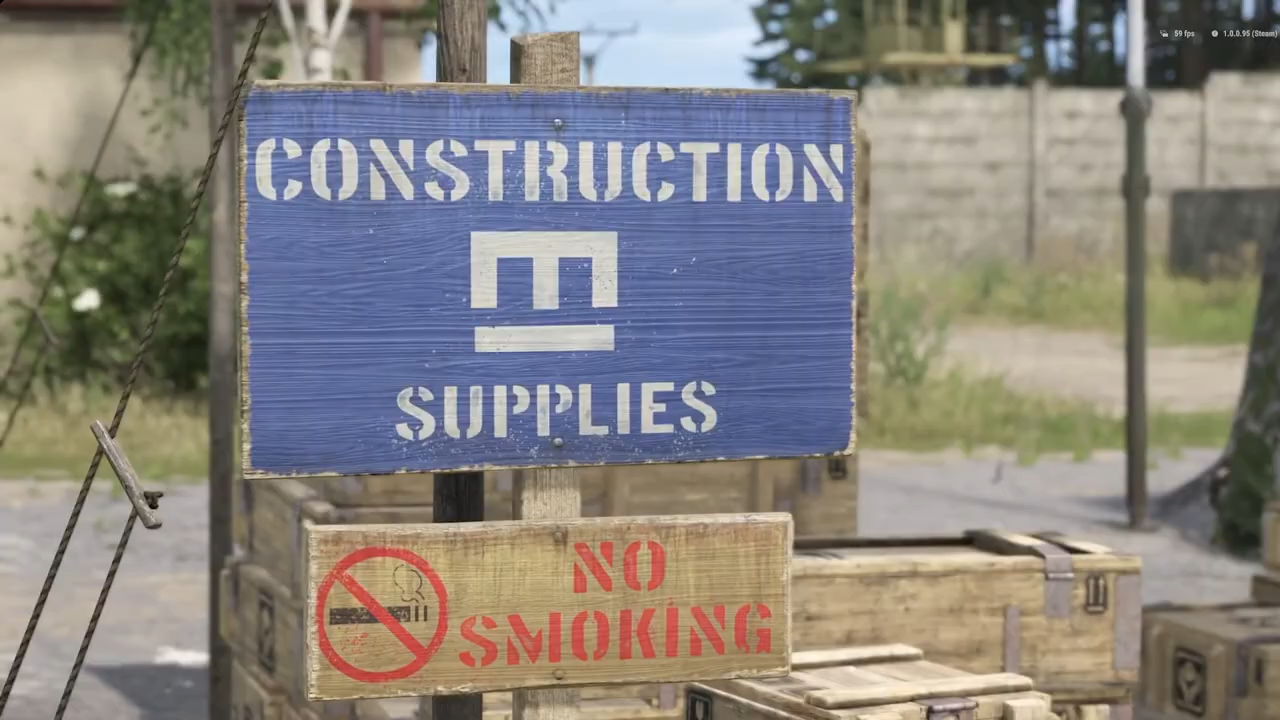 59 fps
1.0.0.95 (Steam)
CONSTRUCTION
SUPPLIES
NO
SMOKING